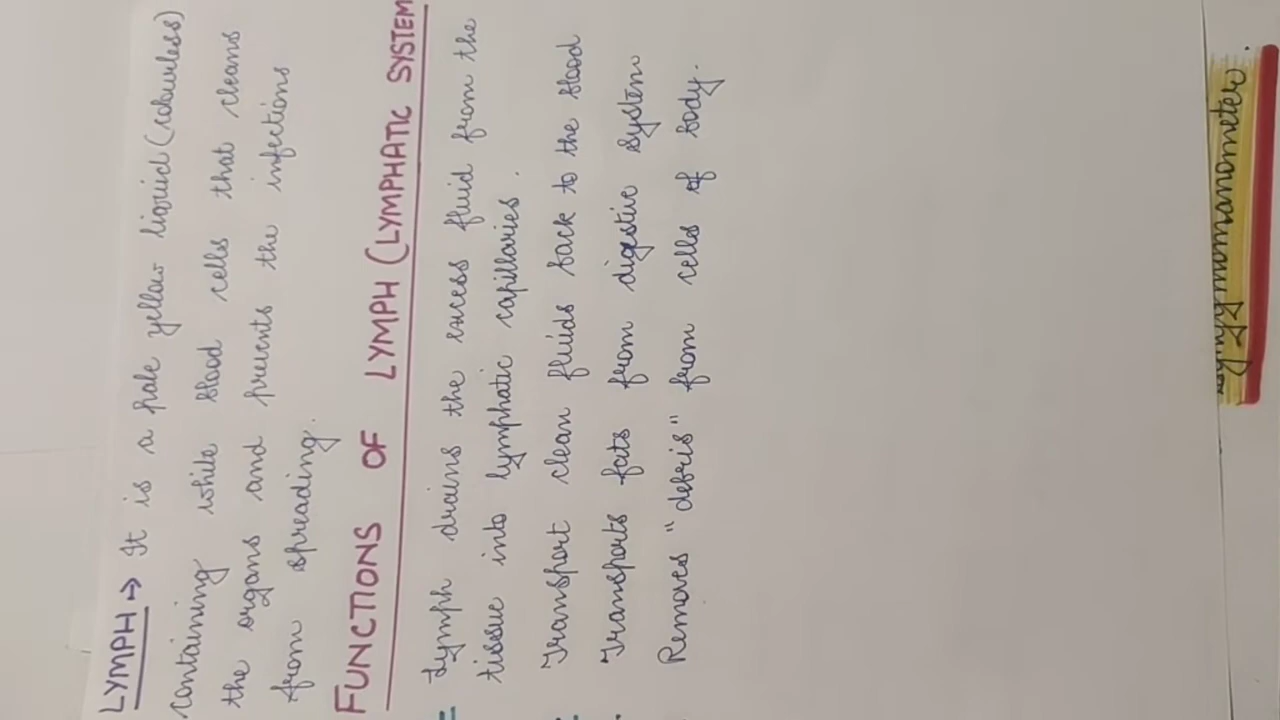 LYMPH → It is a pale yellow liquid (colourless)
containing while blood cells that cleans
the organs and prevents the infections
from spreading.
FUNCTIONS OF LYMPH (LYMPHATIC SYSTEM
Lymph drains the excess fluid from the
tissue into lymphatic capillaries.
Transport clean fluids back to the blood
Transports fats from digestive system
Removes "debris" from cells of body.